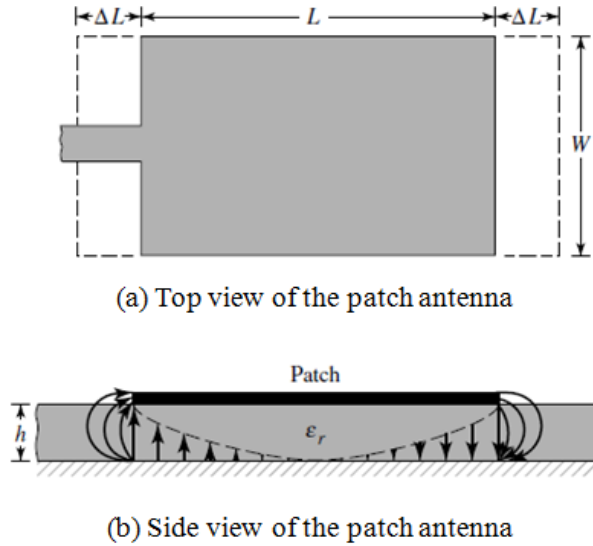 ΔL L ΔL
W
(a) Top view of the patch antenna
Patch
h εr
(b) Side view of the patch antenna